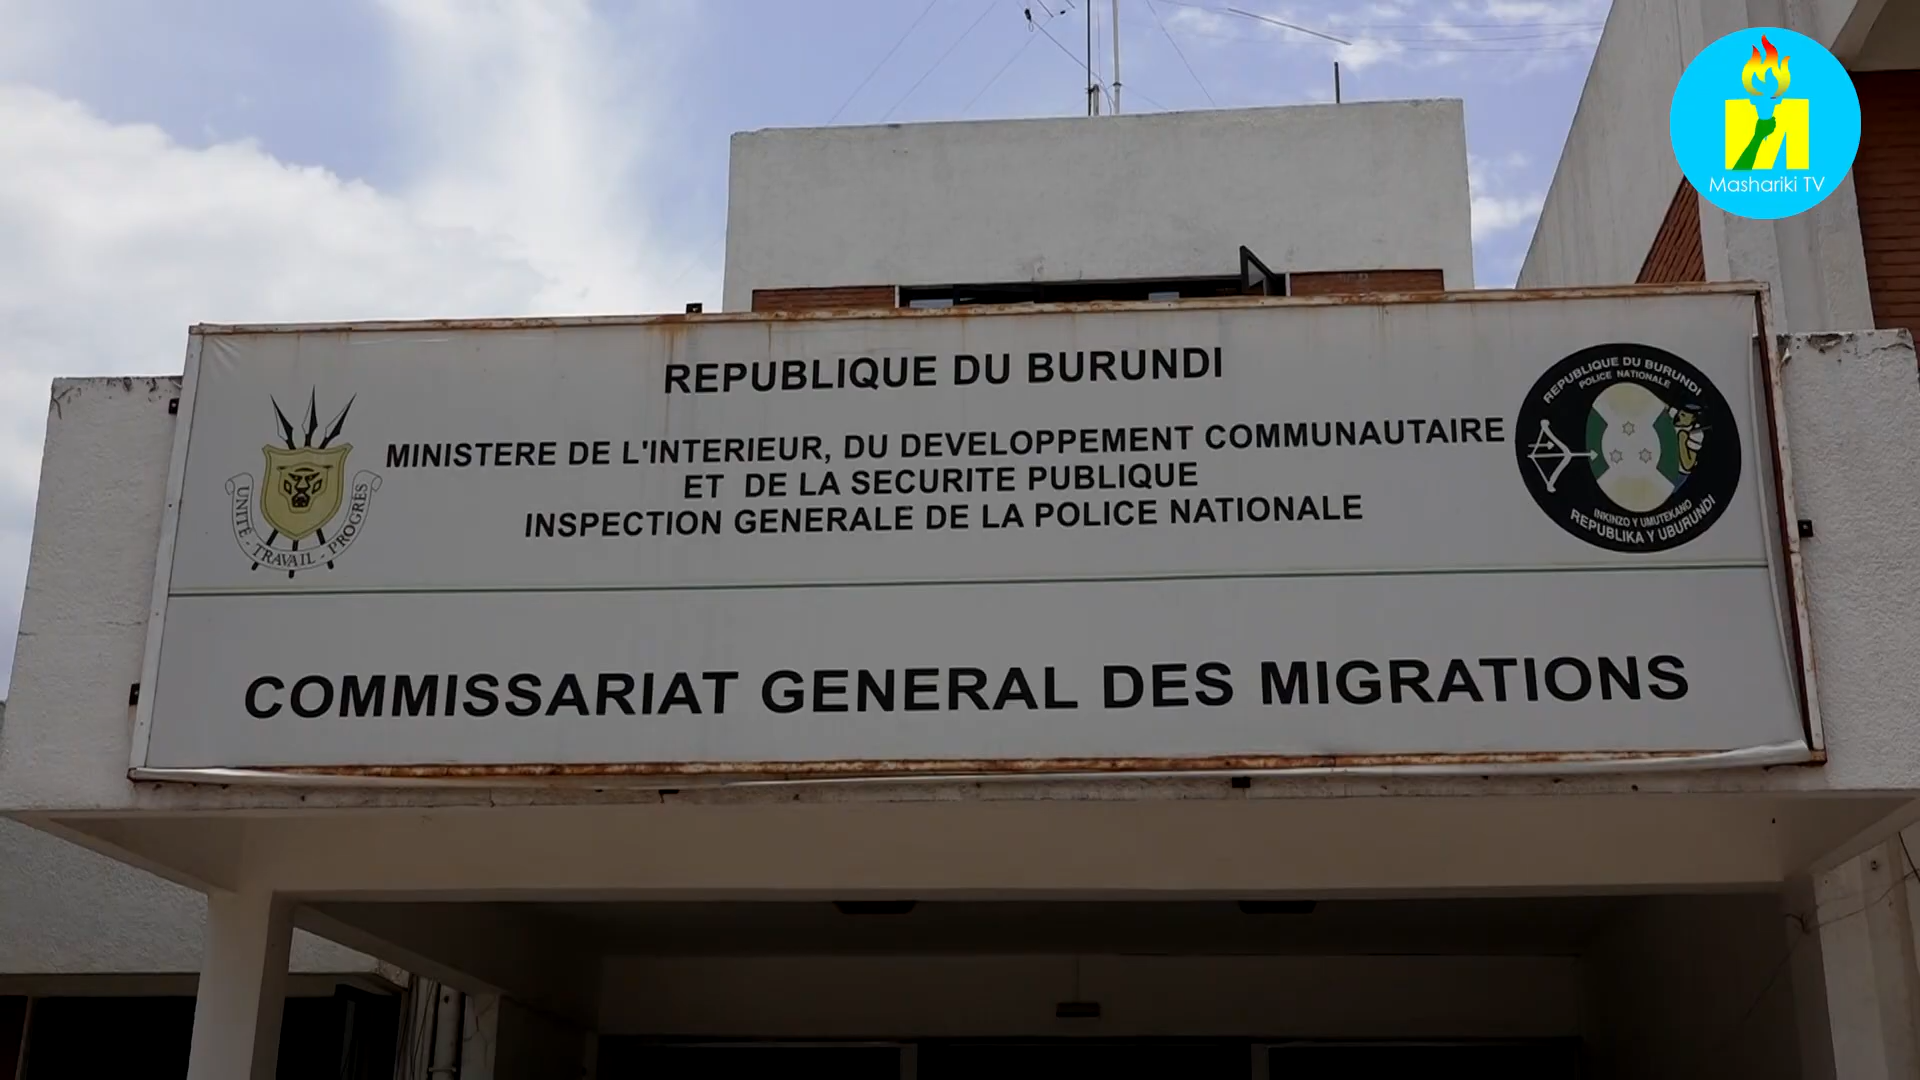 Mashariki TV
REPUBLIQUE DU BURUNDI
MINISTERE DE L'INTERIEUR, DU DEVELOPPEMENT COMMUNAUTAIRE
ET DE LA SECURITE PUBLIQUE
INSPECTION GENERALE DE LA POLICE NATIONALE
UNITÉ - TRAVAIL - PROGRES
REPUBLIQUE DU BURUNDI
POLICE NATIONALE
INKINZO Y UMUTEKANO
REPUBLIKA Y UBURUNDI
COMMISSARIAT GENERAL DES MIGRATIONS